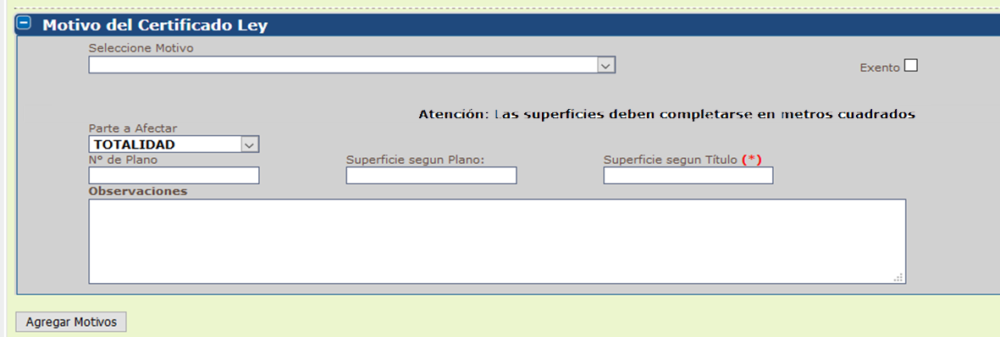 Motivo del Certificado Ley
Seleccione Motivo
Exento
Atención: Las superficies deben completarse en metros cuadrados
Parte a Afectar
TOTALIDAD
N° de Plano Superficie segun Plano: Superficie segun Título (*)
Observaciones
Agregar Motivos